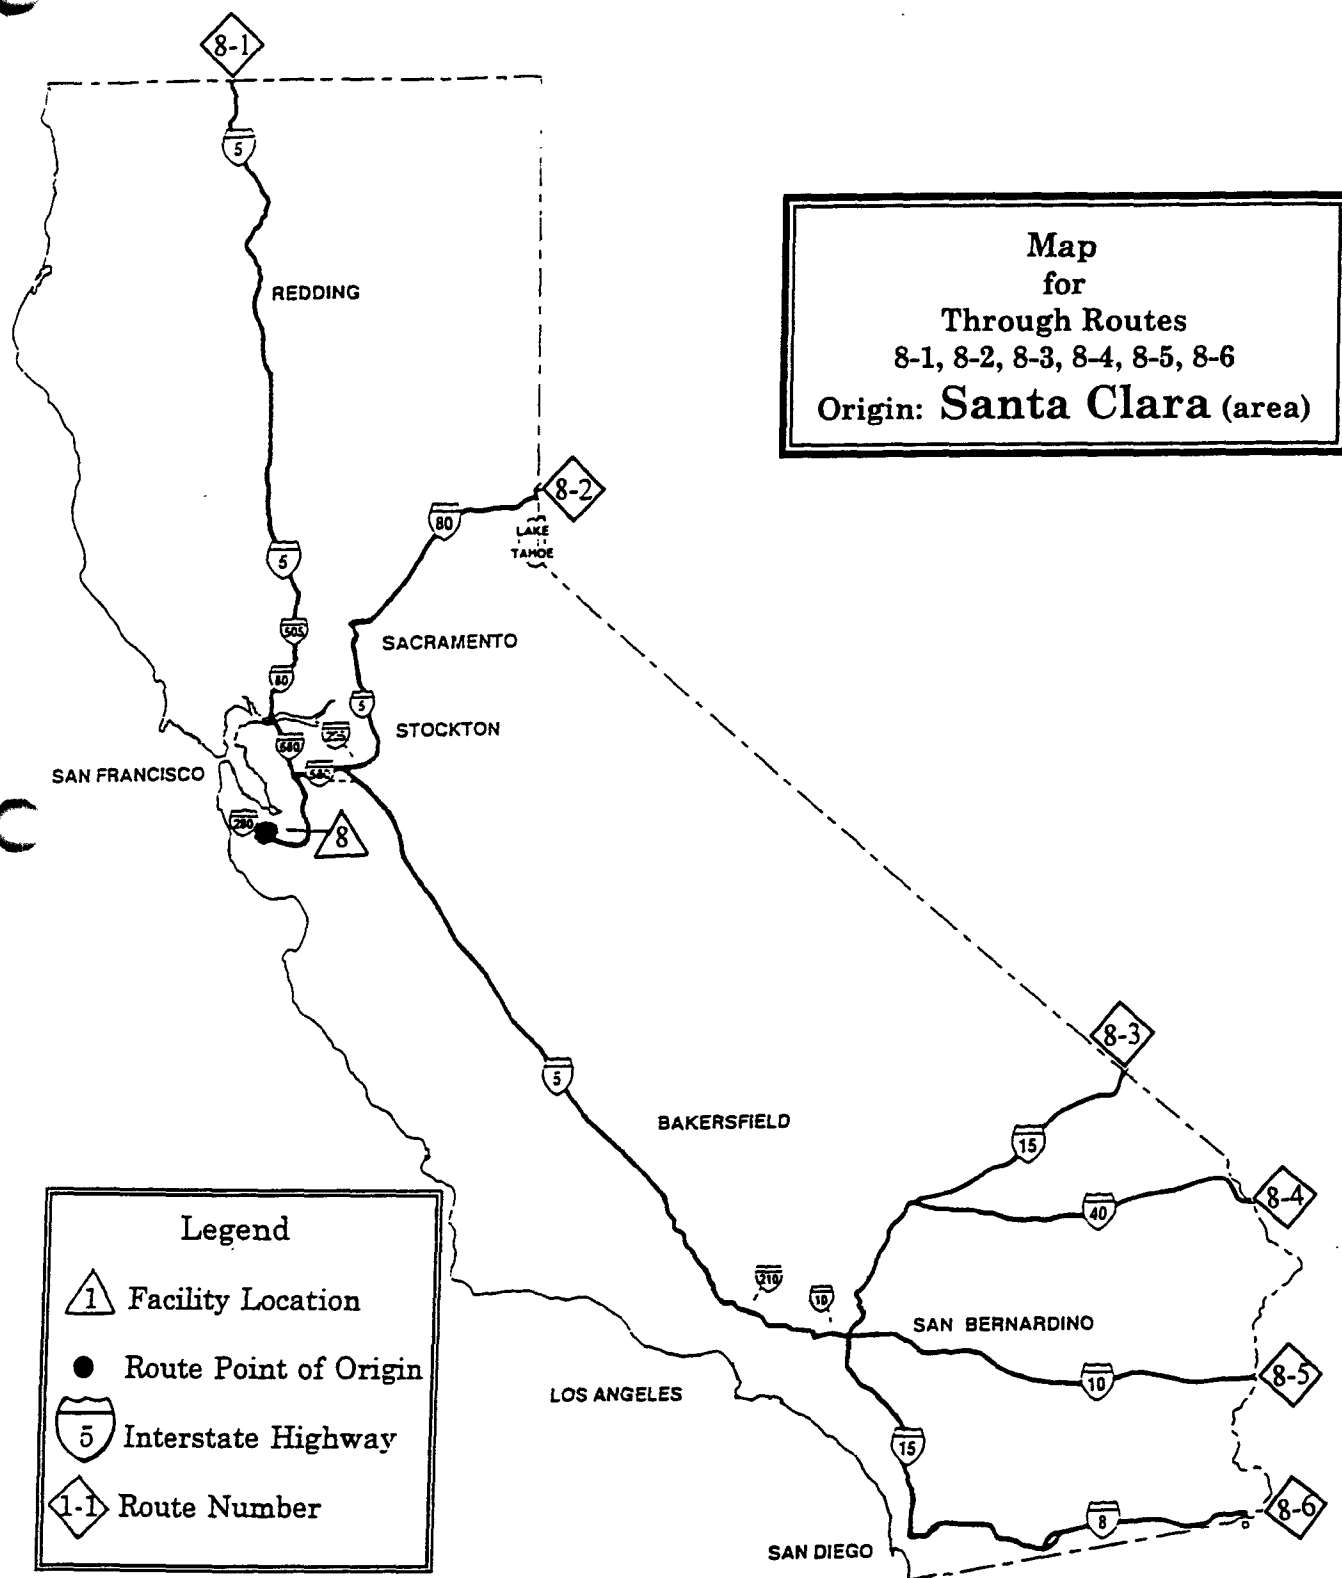 8-1
5
REDDING
Map
for
Through Routes
8-1, 8-2, 8-3, 8-4, 8-5, 8-6
Origin: Santa Clara (area)
8-2
80
LAKE
TAHOE
5
505
SACRAMENTO
80
5
STOCKTON
680
SAN FRANCISCO
580
280
8
8-3
5
BAKERSFIELD
15
8-4
40
210
10
SAN BERNARDINO
8-5
10
LOS ANGELES
15
8-6
8
SAN DIEGO
Legend
1 Facility Location
Route Point of Origin
5 Interstate Highway
1-1 Route Number